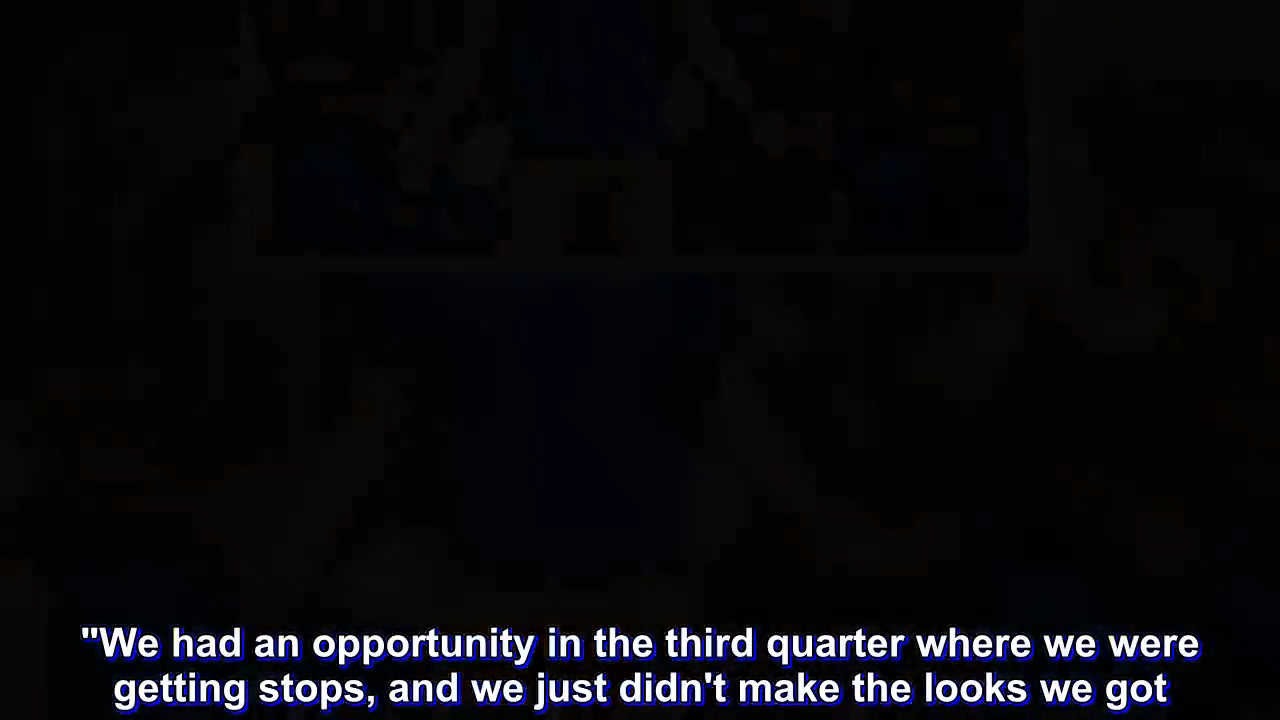 "We had an opportunity in the third quarter where we were
getting stops, and we just didn't make the looks we got